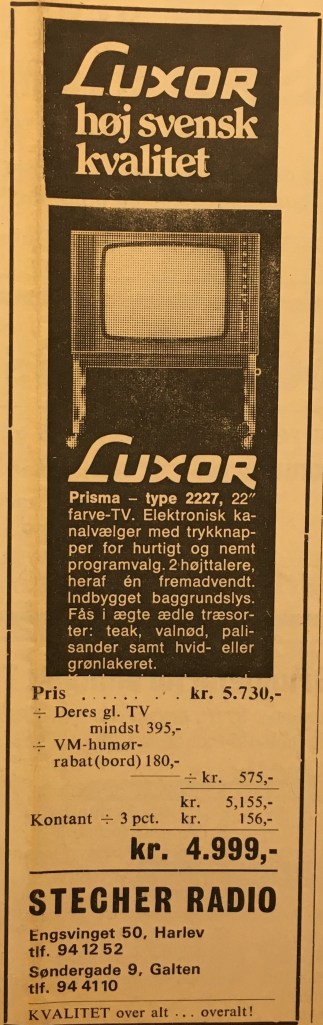 LUXOR
høj svensk
kvalitet
LUXOR
Prisma – type 2227, 22"
farve-TV. Elektronisk ka-
nalvælger med trykknap-
per for hurtigt og nemt
programvalg. 2 højttalere,
heraf én fremadvendt.
Indbygget baggrundslys.
Fås i ægte ædle træsor-
ter: teak, valnød, pali-
sander samt hvid- eller
grønlakeret.
Pris . . . . . . . . kr. 5.730,-
÷ Deres gl. TV
mindst 395,-
÷ VM-humør-
rabat(bord) 180,-
÷ kr. 575,-
kr. 5,155,-
Kontant ÷ 3 pct. kr. 156,-
kr. 4.999,-
STECHER RADIO
Engsvinget 50, Harlev
tlf. 94 12 52
Søndergade 9, Galten
tlf. 94 41 10
KVALITET over alt ... overalt!